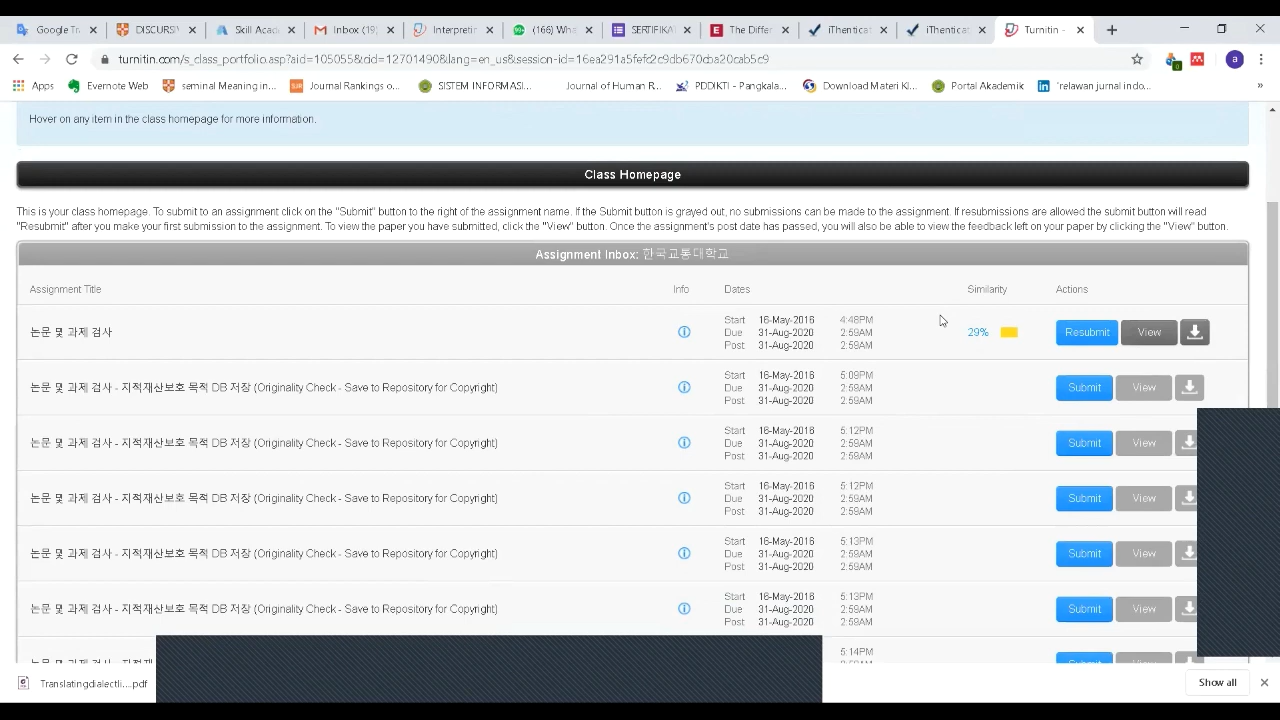 Google Tr
DISCURSI
Skill Acad
Inbox (19)
Interpretin
(166) Wha
SERTIFIKA
The Differ
iThenticat
iThenticat
Turnitin -
Apps
Evernote Web
seminal Meaning in...
Journal Rankings o...
SISTEM INFORMASI...
Journal of Human R...
PDDIKTI - Pangkala...
Download Materi Kl...
Portal Akademik
"relawan jurnal indo...
Hover on any item in the class homepage for more information.
Class Homepage
This is your class homepage. To submit to an assignment click on the "Submit" button to the right of the assignment name. If the Submit button is grayed out, no submissions can be made to the assignment. If resubmissions are allowed the submit button will read
"Resubmit" after you make your first submission to the assignment. To view the paper you have submitted, click the "View" button. Once the assignment's post date has passed, you will also be able to view the feedback left on your paper by clicking the "View" button.
Assignment Inbox: 한국교통대학교
Assignment Title Info Dates Similarity Actions
논문 및 과제 검사
Start 16-May-2016 4:48PM
Due 31-Aug-2020 2:59AM
Post 31-Aug-2020 2:59AM
29%
Resubmit View
논문 및 과제 검사 - 지적재산보호 목적 DB 저장 (Originality Check - Save to Repository for Copyright)
Start 16-May-2016 5:09PM
Due 31-Aug-2020 2:59AM
Post 31-Aug-2020 2:59AM
Submit View
논문 및 과제 검사 - 지적재산보호 목적 DB 저장 (Originality Check - Save to Repository for Copyright)
Start 16-May-2016 5:12PM
Due 31-Aug-2020 2:59AM
Post 31-Aug-2020 2:59AM
Submit View
논문 및 과제 검사 - 지적재산보호 목적 DB 저장 (Originality Check - Save to Repository for Copyright)
Start 16-May-2016 5:12PM
Due 31-Aug-2020 2:59AM
Post 31-Aug-2020 2:59AM
Submit View
논문 및 과제 검사 - 지적재산보호 목적 DB 저장 (Originality Check - Save to Repository for Copyright)
Start 16-May-2016 5:13PM
Due 31-Aug-2020 2:59AM
Post 31-Aug-2020 2:59AM
Submit View
논문 및 과제 검사 - 지적재산보호 목적 DB 저장 (Originality Check - Save to Repository for Copyright)
Start 16-May-2016 5:13PM
Due 31-Aug-2020 2:59AM
Post 31-Aug-2020 2:59AM
Submit View
5:14PM
Translatingdialectli....pdf
Show all